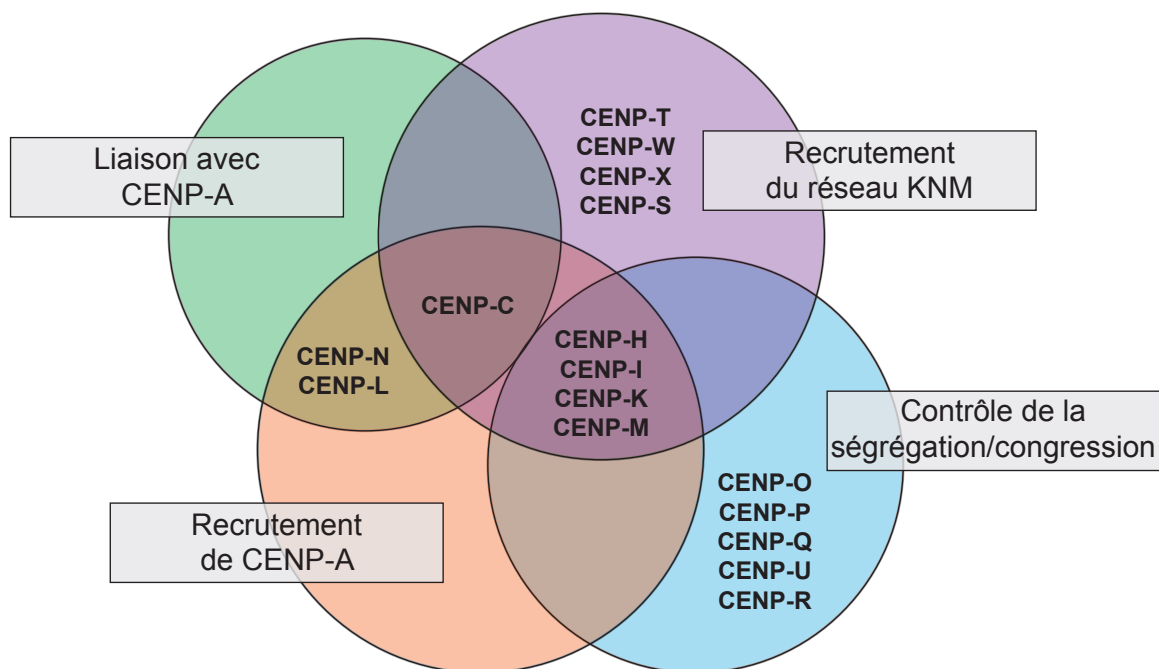 CENP-T
CENP-W
CENP-X
CENP-S
Liaison avec
CENP-A
Recrutement
du réseau KNM
CENP-C
CENP-N
CENP-L
CENP-H
CENP-I
CENP-K
CENP-M
Contrôle de la
ségrégation/congression
Recrutement
de CENP-A
CENP-O
CENP-P
CENP-Q
CENP-U
CENP-R